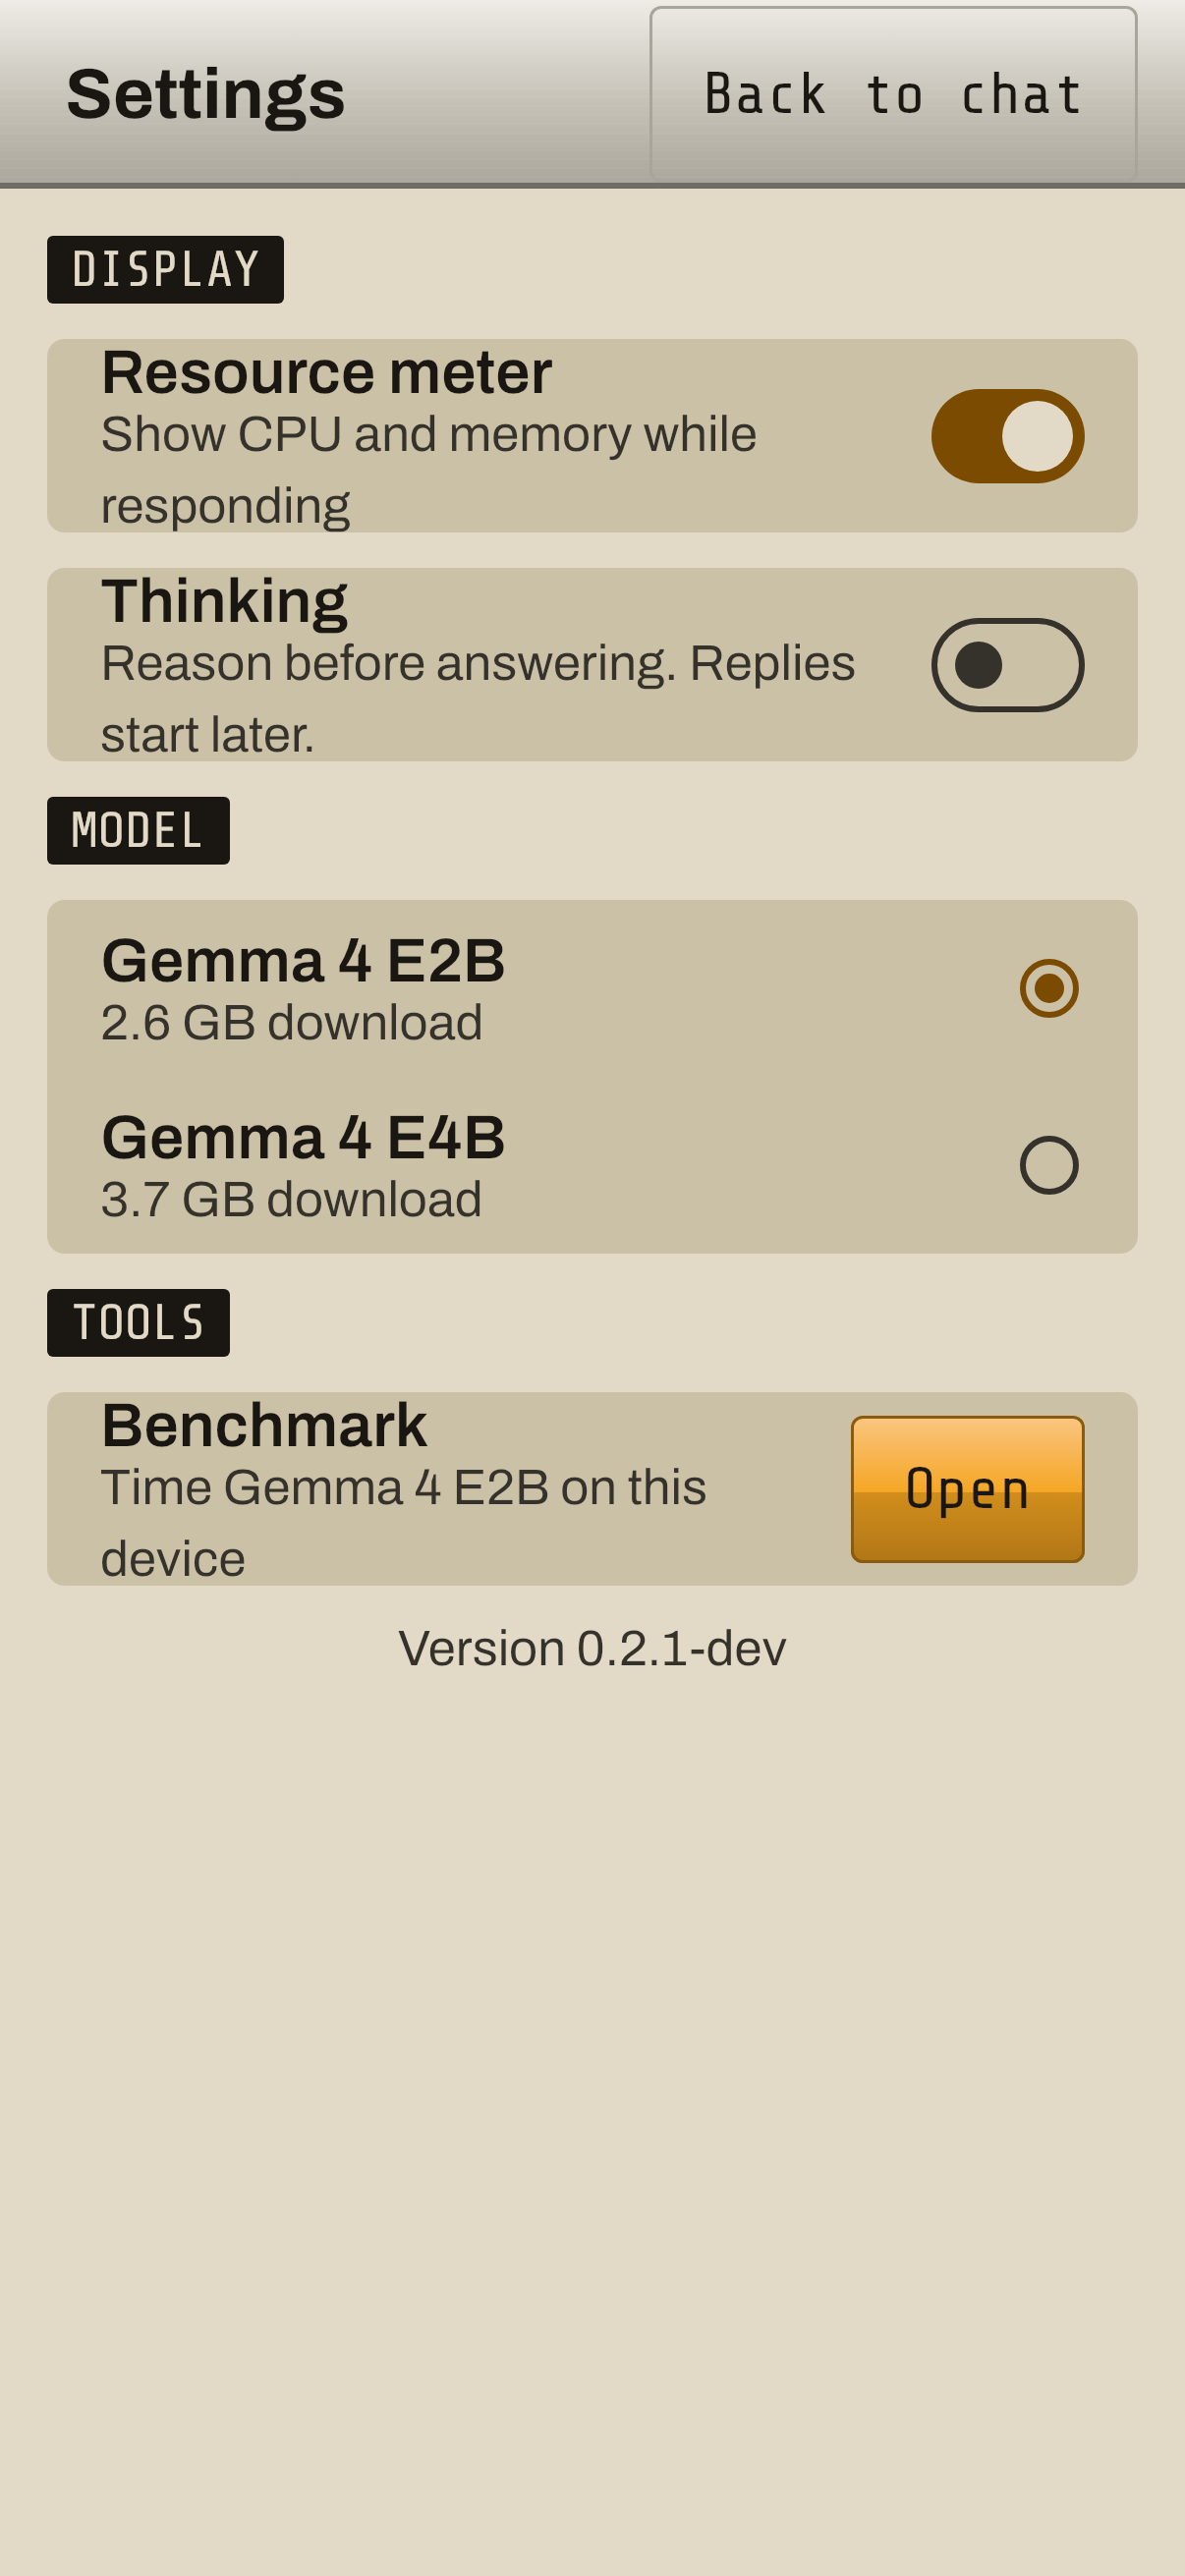 Settings
Back to chat
DISPLAY
Resource meter
Show CPU and memory while
responding
Thinking
Reason before answering. Replies
start later.
MODEL
Gemma 4 E2B
2.6 GB download
Gemma 4 E4B
3.7 GB download
TOOLS
Benchmark
Time Gemma 4 E2B on this
device
Open
Version 0.2.1-dev